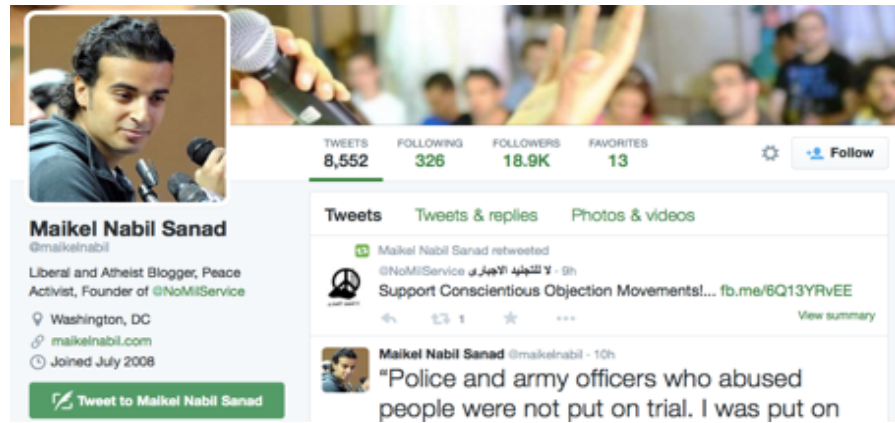 TWEETS FOLLOWING FOLLOWERS FAVORITES
8,552 326 18.9K 13
Follow
Maikel Nabil Sanad
@maikelnabil
Liberal and Atheist Blogger, Peace
Activist, Founder of @NoMilService
Washington, DC
maikelnabil.com
Joined July 2008
Tweet to Maikel Nabil Sanad
Tweets Tweets & replies Photos & videos
Maikel Nabil Sanad retweeted
@NoMilService لا للتجنيد الاجبارى · 9h
Support Conscientious Objection Movements!... fb.me/6Q13YRvEE
1
View summary
Maikel Nabil Sanad @maikelnabil · 10h
“Police and army officers who abused
people were not put on trial. I was put on